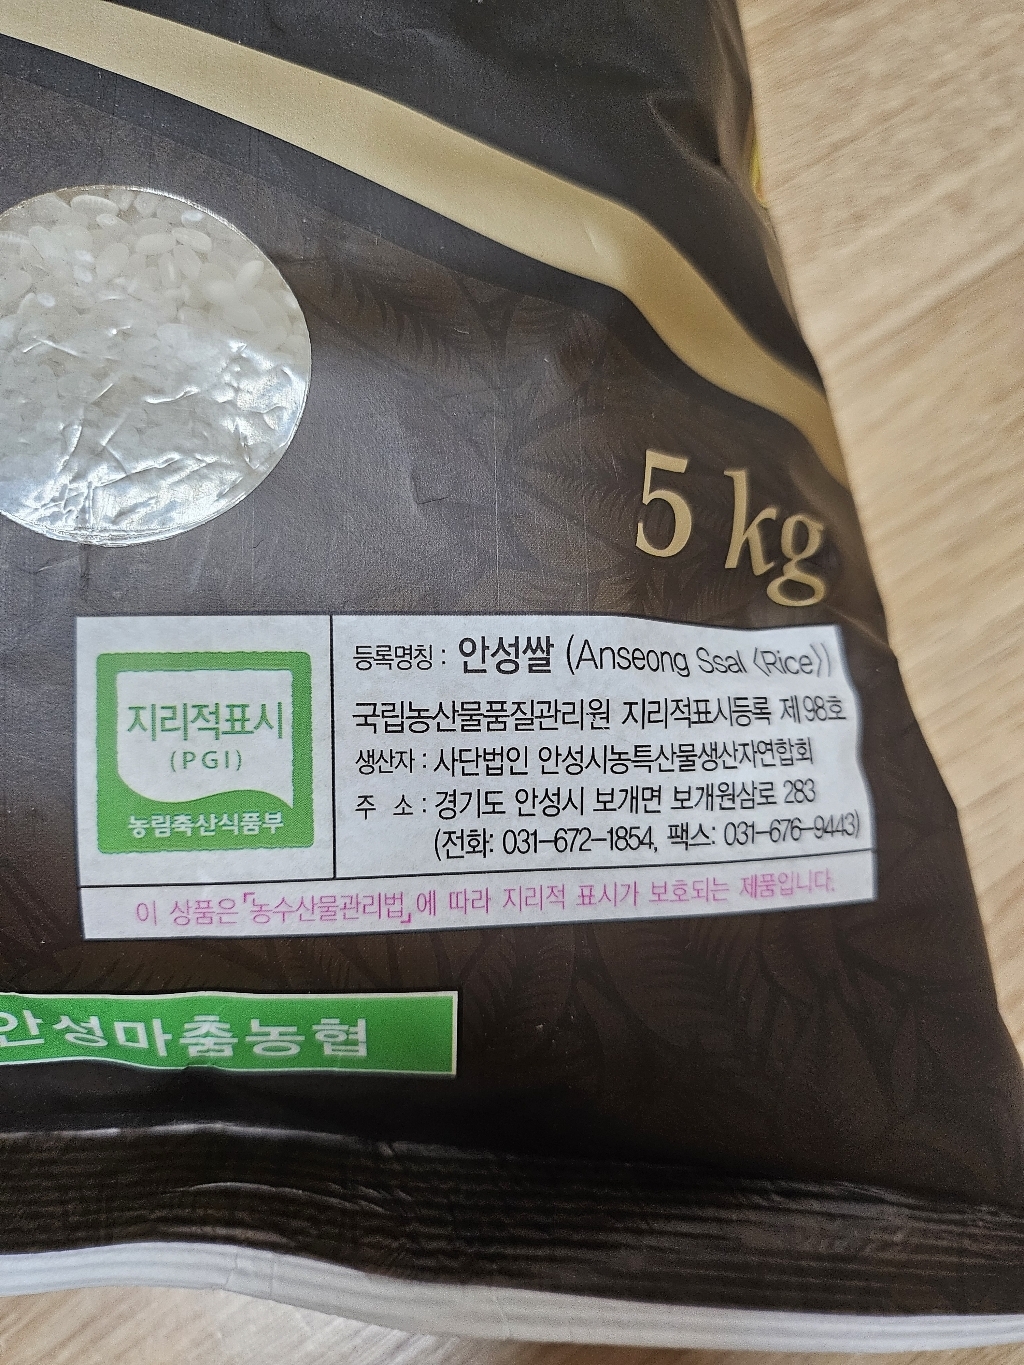 5 kg
지리적표시
(PGI)
농림축산식품부
등록명칭 : 안성쌀 (Anseong Ssal 〈Rice〉)
국립농산물품질관리원 지리적표시등록 제98호
생산자 : 사단법인 안성시농특산물생산자연합회
주 소 : 경기도 안성시 보개면 보개원삼로 283
(전화: 031-672-1854, 팩스: 031-676-9443)
이 상품은「농수산물관리법」에 따라 지리적 표시가 보호되는 제품입니다.
안성마춤농협